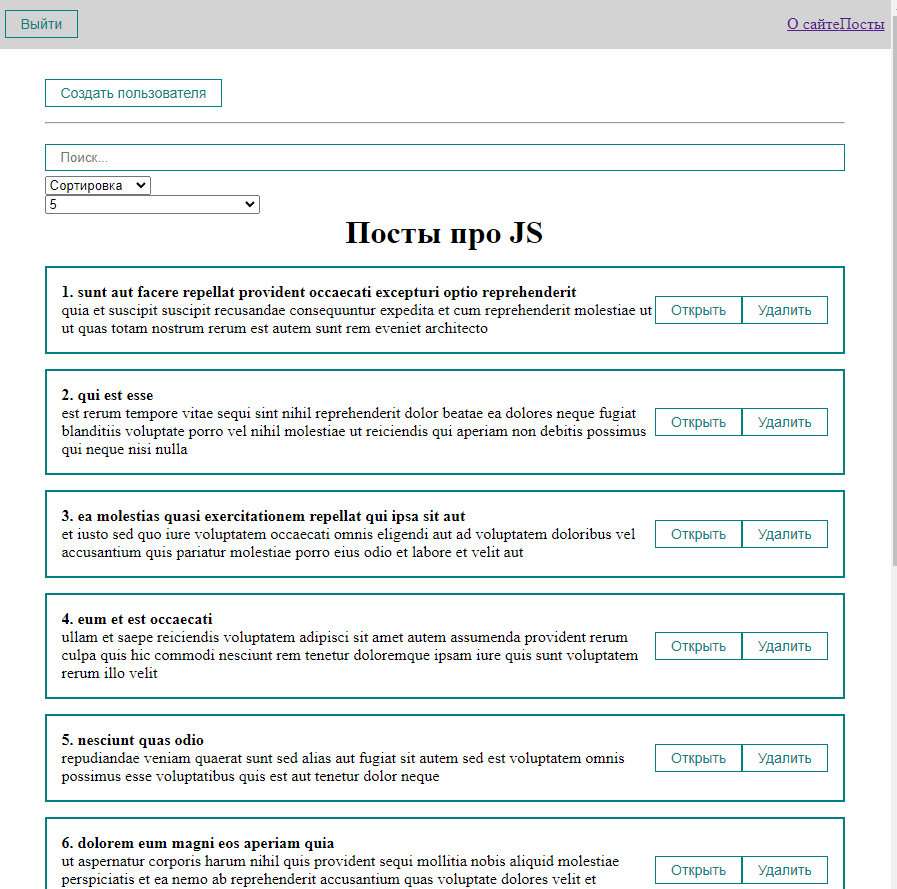 Выйти
О сайтеПосты
Создать пользователя
Поиск...
Сортировка
5
Посты про JS
1. sunt aut facere repellat provident occaecati excepturi optio reprehenderit
quia et suscipit suscipit recusandae consequuntur expedita et cum reprehenderit molestiae ut
ut quas totam nostrum rerum est autem sunt rem eveniet architecto
Открыть Удалить
2. qui est esse
est rerum tempore vitae sequi sint nihil reprehenderit dolor beatae ea dolores neque fugiat
blanditiis voluptate porro vel nihil molestiae ut reiciendis qui aperiam non debitis possimus
qui neque nisi nulla
Открыть Удалить
3. ea molestias quasi exercitationem repellat qui ipsa sit aut
et iusto sed quo iure voluptatem occaecati omnis eligendi aut ad voluptatem doloribus vel
accusantium quis pariatur molestiae porro eius odio et labore et velit aut
Открыть Удалить
4. eum et est occaecati
ullam et saepe reiciendis voluptatem adipisci sit amet autem assumenda provident rerum
culpa quis hic commodi nesciunt rem tenetur doloremque ipsam iure quis sunt voluptatem
rerum illo velit
Открыть Удалить
5. nesciunt quas odio
repudiandae veniam quaerat sunt sed alias aut fugiat sit autem sed est voluptatem omnis
possimus esse voluptatibus quis est aut tenetur dolor neque
Открыть Удалить
6. dolorem eum magni eos aperiam quia
ut aspernatur corporis harum nihil quis provident sequi mollitia nobis aliquid molestiae
perspiciatis et ea nemo ab reprehenderit accusantium quas voluptate dolores velit et
Открыть Удалить